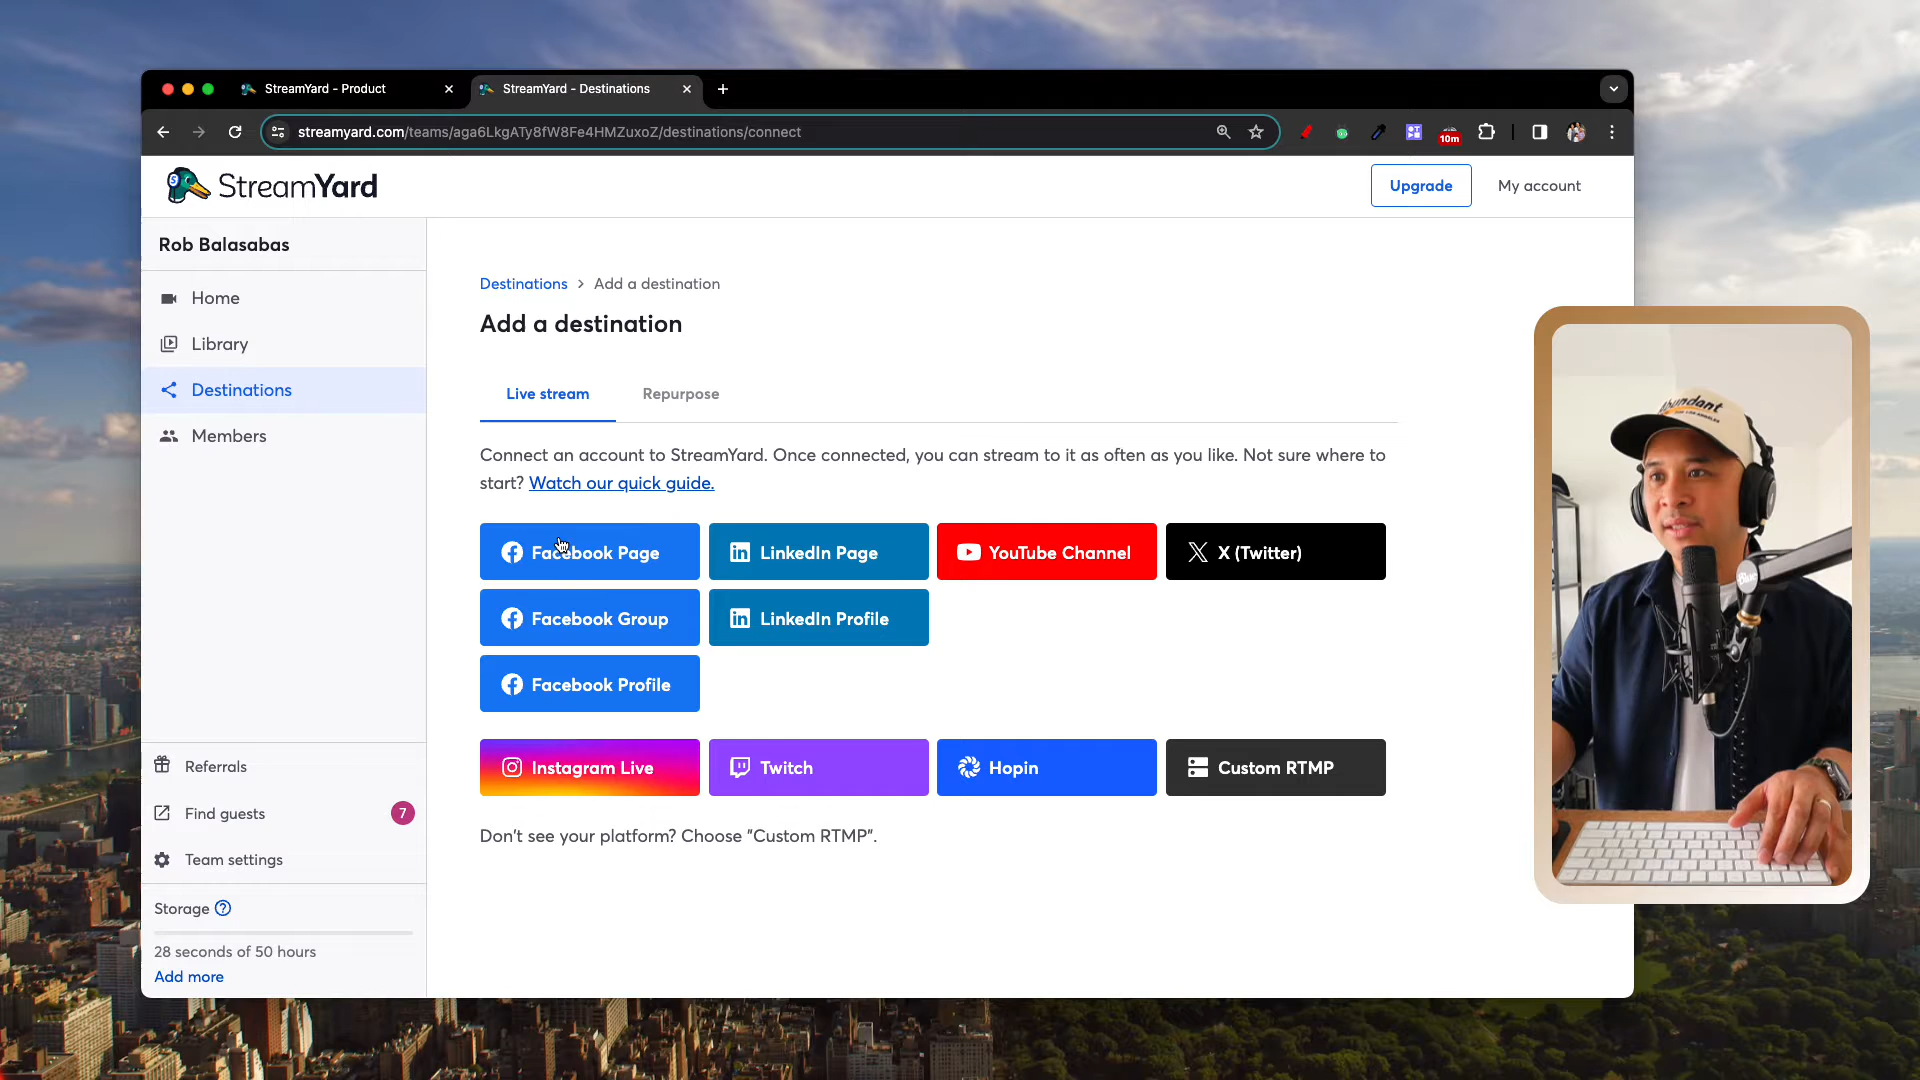 StreamYard - Product
StreamYard - Destinations
streamyard.com/teams/aga6LkgATy8fW8Fe4HMZuxoZ/destinations/connect
10m
StreamYard
Upgrade
My account
Rob Balasabas
Home
Library
Destinations
Members
Referrals
Find guests
7
Team settings
Storage
28 seconds of 50 hours
Add more
Destinations > Add a destination
Add a destination
Live stream
Repurpose
Connect an account to StreamYard. Once connected, you can stream to it as often as you like. Not sure where to
start? Watch our quick guide.
Facebook Page
LinkedIn Page
YouTube Channel
X (Twitter)
Facebook Group
LinkedIn Profile
Facebook Profile
Instagram Live
Twitch
Hopin
Custom RTMP
Don't see your platform? Choose "Custom RTMP".
Abundant
Blue